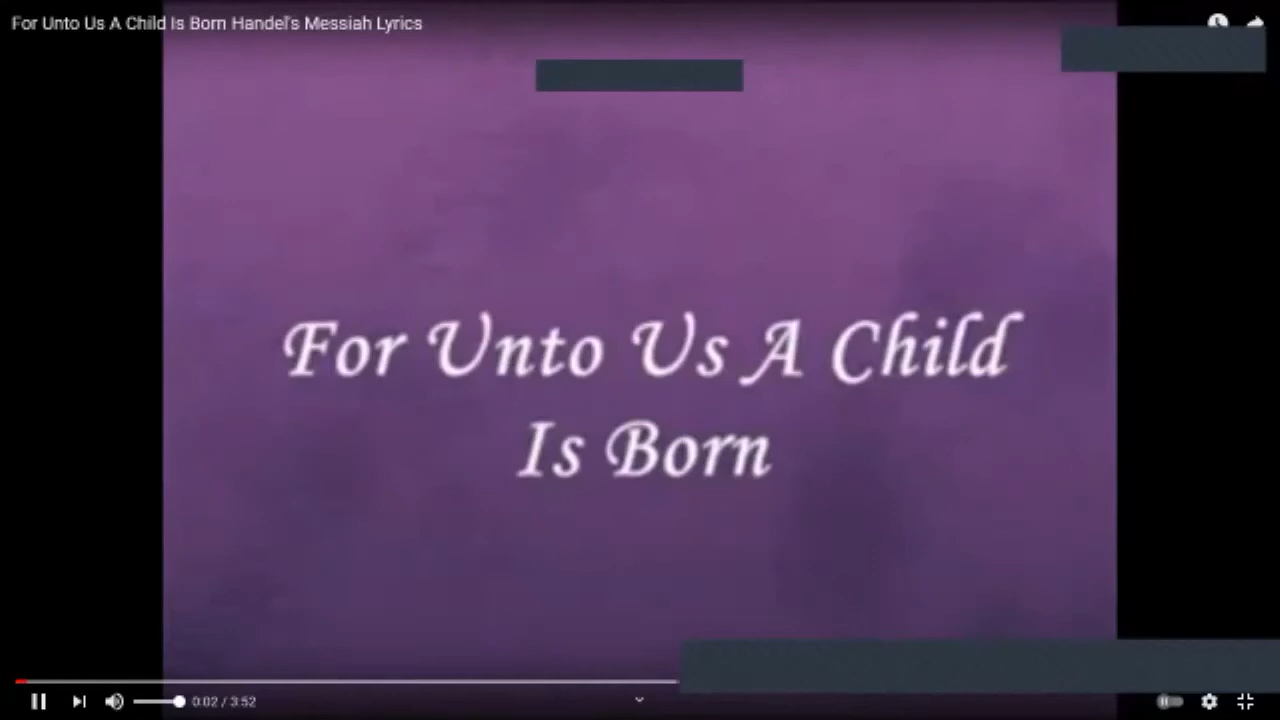 For Unto Us A Child Is Born Handel's Messiah Lyrics
For Unto Us A Child
Is Born
0:02 / 3:52